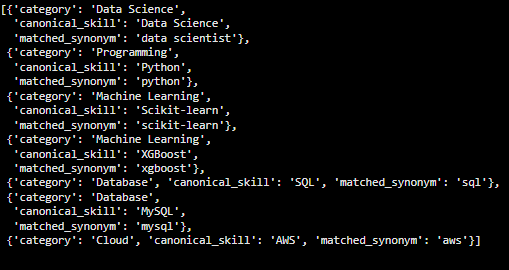 [{'category': 'Data Science',
  'canonical_skill': 'Data Science',
  'matched_synonym': 'data scientist'},
 {'category': 'Programming',
  'canonical_skill': 'Python',
  'matched_synonym': 'python'},
 {'category': 'Machine Learning',
  'canonical_skill': 'Scikit-learn',
  'matched_synonym': 'scikit-learn'},
 {'category': 'Machine Learning',
  'canonical_skill': 'XGBoost',
  'matched_synonym': 'xgboost'},
 {'category': 'Database', 'canonical_skill': 'SQL', 'matched_synonym': 'sql'},
 {'category': 'Database',
  'canonical_skill': 'MySQL',
  'matched_synonym': 'mysql'},
 {'category': 'Cloud', 'canonical_skill': 'AWS', 'matched_synonym': 'aws'}]